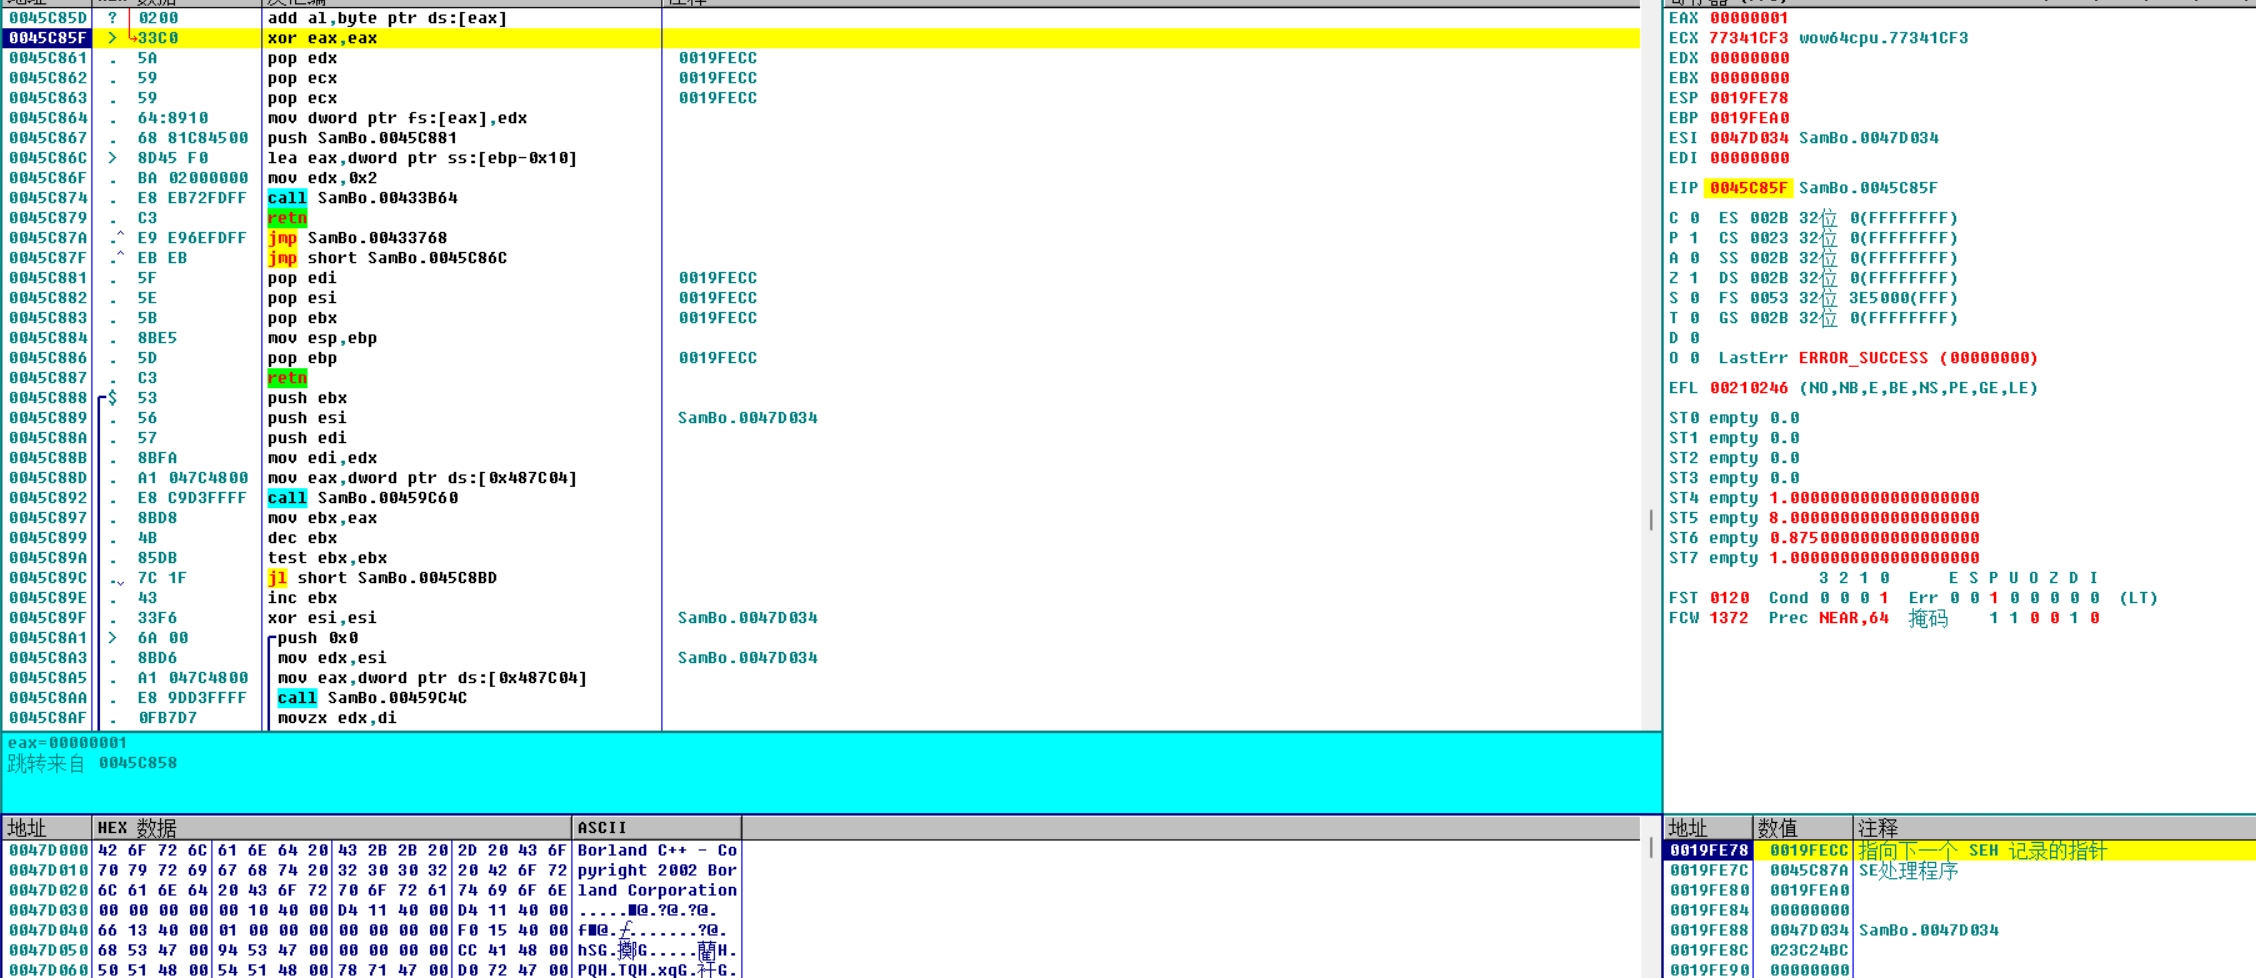 0045C85D ? 0200 add al,byte ptr ds:[eax]
0045C85F > 33C0 xor eax,eax
0045C861 . 5A pop edx 0019FECC
0045C862 . 59 pop ecx 0019FECC
0045C863 . 59 pop ecx 0019FECC
0045C864 . 64:8910 mov dword ptr fs:[eax],edx
0045C867 . 68 81C84500 push SamBo.0045C881
0045C86C > 8D45 F0 lea eax,dword ptr ss:[ebp-0x10]
0045C86F . BA 02000000 mov edx,0x2
0045C874 . E8 EB72FDFF call SamBo.00433B64
0045C879 . C3 retn
0045C87A .^ E9 E96EFDFF jmp SamBo.00433768
0045C87F .^ EB EB jmp short SamBo.0045C86C
0045C881 . 5F pop edi 0019FECC
0045C882 . 5E pop esi 0019FECC
0045C883 . 5B pop ebx 0019FECC
0045C884 . 8BE5 mov esp,ebp
0045C886 . 5D pop ebp 0019FECC
0045C887 . C3 retn
0045C888 $ 53 push ebx
0045C889 . 56 push esi SamBo.0047D034
0045C88A . 57 push edi
0045C88B . 8BFA mov edi,edx
0045C88D . A1 047C4800 mov eax,dword ptr ds:[0x487C04]
0045C892 . E8 C9D3FFFF call SamBo.00459C60
0045C897 . 8BD8 mov ebx,eax
0045C899 . 4B dec ebx
0045C89A . 85DB test ebx,ebx
0045C89C .v 7C 1F jl short SamBo.0045C8BD
0045C89E . 43 inc ebx
0045C89F . 33F6 xor esi,esi SamBo.0047D034
0045C8A1 > 6A 00 push 0x0
0045C8A3 . 8BD6 mov edx,esi SamBo.0047D034
0045C8A5 . A1 047C4800 mov eax,dword ptr ds:[0x487C04]
0045C8AA . E8 9DD3FFFF call SamBo.00459C4C
0045C8AF . 0FB7D7 movzx edx,di
eax=00000001
跳转来自 0045C858
EAX 00000001
ECX 77341CF3 wow64cpu.77341CF3
EDX 00000000
EBX 00000000
ESP 0019FE78
EBP 0019FEA0
ESI 0047D034 SamBo.0047D034
EDI 00000000
EIP 0045C85F SamBo.0045C85F
C 0 ES 002B 32位 0(FFFFFFFF)
P 1 CS 0023 32位 0(FFFFFFFF)
A 0 SS 002B 32位 0(FFFFFFFF)
Z 1 DS 002B 32位 0(FFFFFFFF)
S 0 FS 0053 32位 3E5000(FFF)
T 0 GS 002B 32位 0(FFFFFFFF)
D 0
O 0 LastErr ERROR_SUCCESS (00000000)
EFL 00210246 (NO,NB,E,BE,NS,PE,GE,LE)
ST0 empty 0.0
ST1 empty 0.0
ST2 empty 0.0
ST3 empty 0.0
ST4 empty 1.0000000000000000000
ST5 empty 8.0000000000000000000
ST6 empty 0.8750000000000000000
ST7 empty 1.0000000000000000000
3 2 1 0 E S P U O Z D I
FST 0120 Cond 0 0 0 1 Err 0 0 1 0 0 0 0 0 (LT)
FCW 1372 Prec NEAR,64 掩码 1 1 0 0 1 0
地址 HEX 数据 ASCII
0047D000 42 6F 72 6C 61 6E 64 20 43 2B 2B 20 2D 20 43 6F Borland C++ - Co
0047D010 70 79 72 69 67 68 74 20 32 30 30 32 20 42 6F 72 pyright 2002 Bor
0047D020 6C 61 6E 64 20 43 6F 72 70 6F 72 61 74 69 6F 6E land Corporation
0047D030 00 00 00 00 00 10 40 00 D4 11 40 00 D4 11 40 00 .....■@.?@.?@.
0047D040 66 13 40 00 01 00 00 00 00 00 00 00 F0 15 40 00 f■@.

.......?@.
0047D050 68 53 47 00 94 53 47 00 00 00 00 00 CC 41 48 00 hSG.擲G.....藺H.
0047D060 50 51 48 00 54 51 48 00 78 71 47 00 D0 72 47 00 PQH.TQH.xqG.衦G.
地址 数值 注释
0019FE78 0019FECC 指向下一个 SEH 记录的指针
0019FE7C 0045C87A SE处理程序
0019FE80 0019FEA0
0019FE84 00000000
0019FE88 0047D034 SamBo.0047D034
0019FE8C 023C24BC
0019FE90 00000000